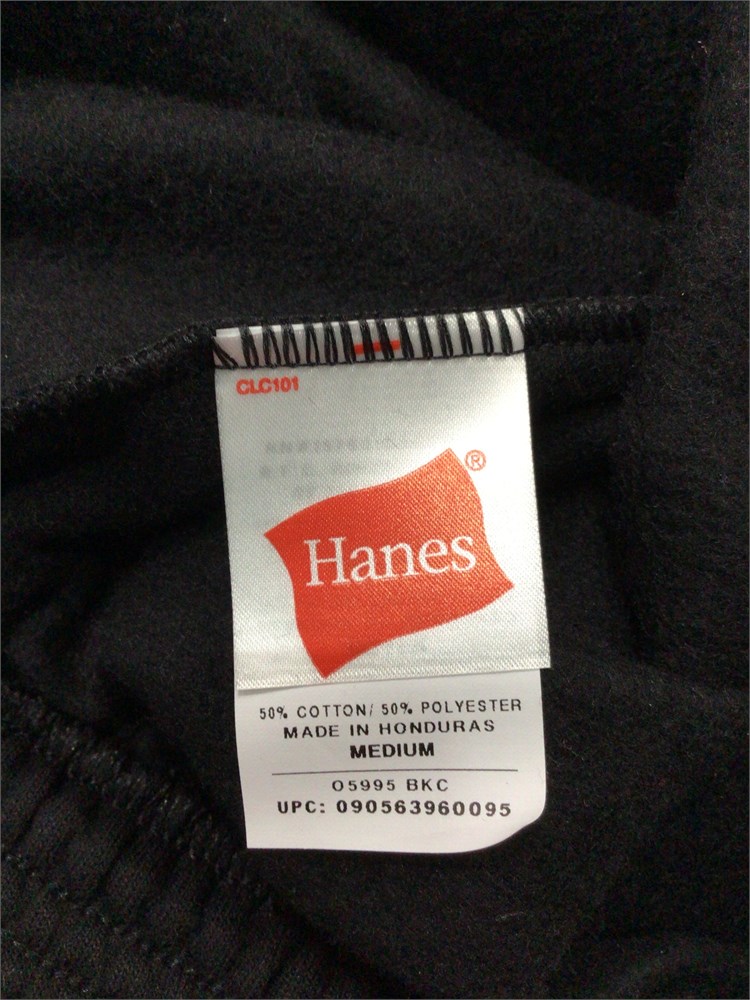 CLC101
Hanes®
50% COTTON/ 50% POLYESTER
MADE IN HONDURAS
MEDIUM
O5995 BKC
UPC: 090563960095